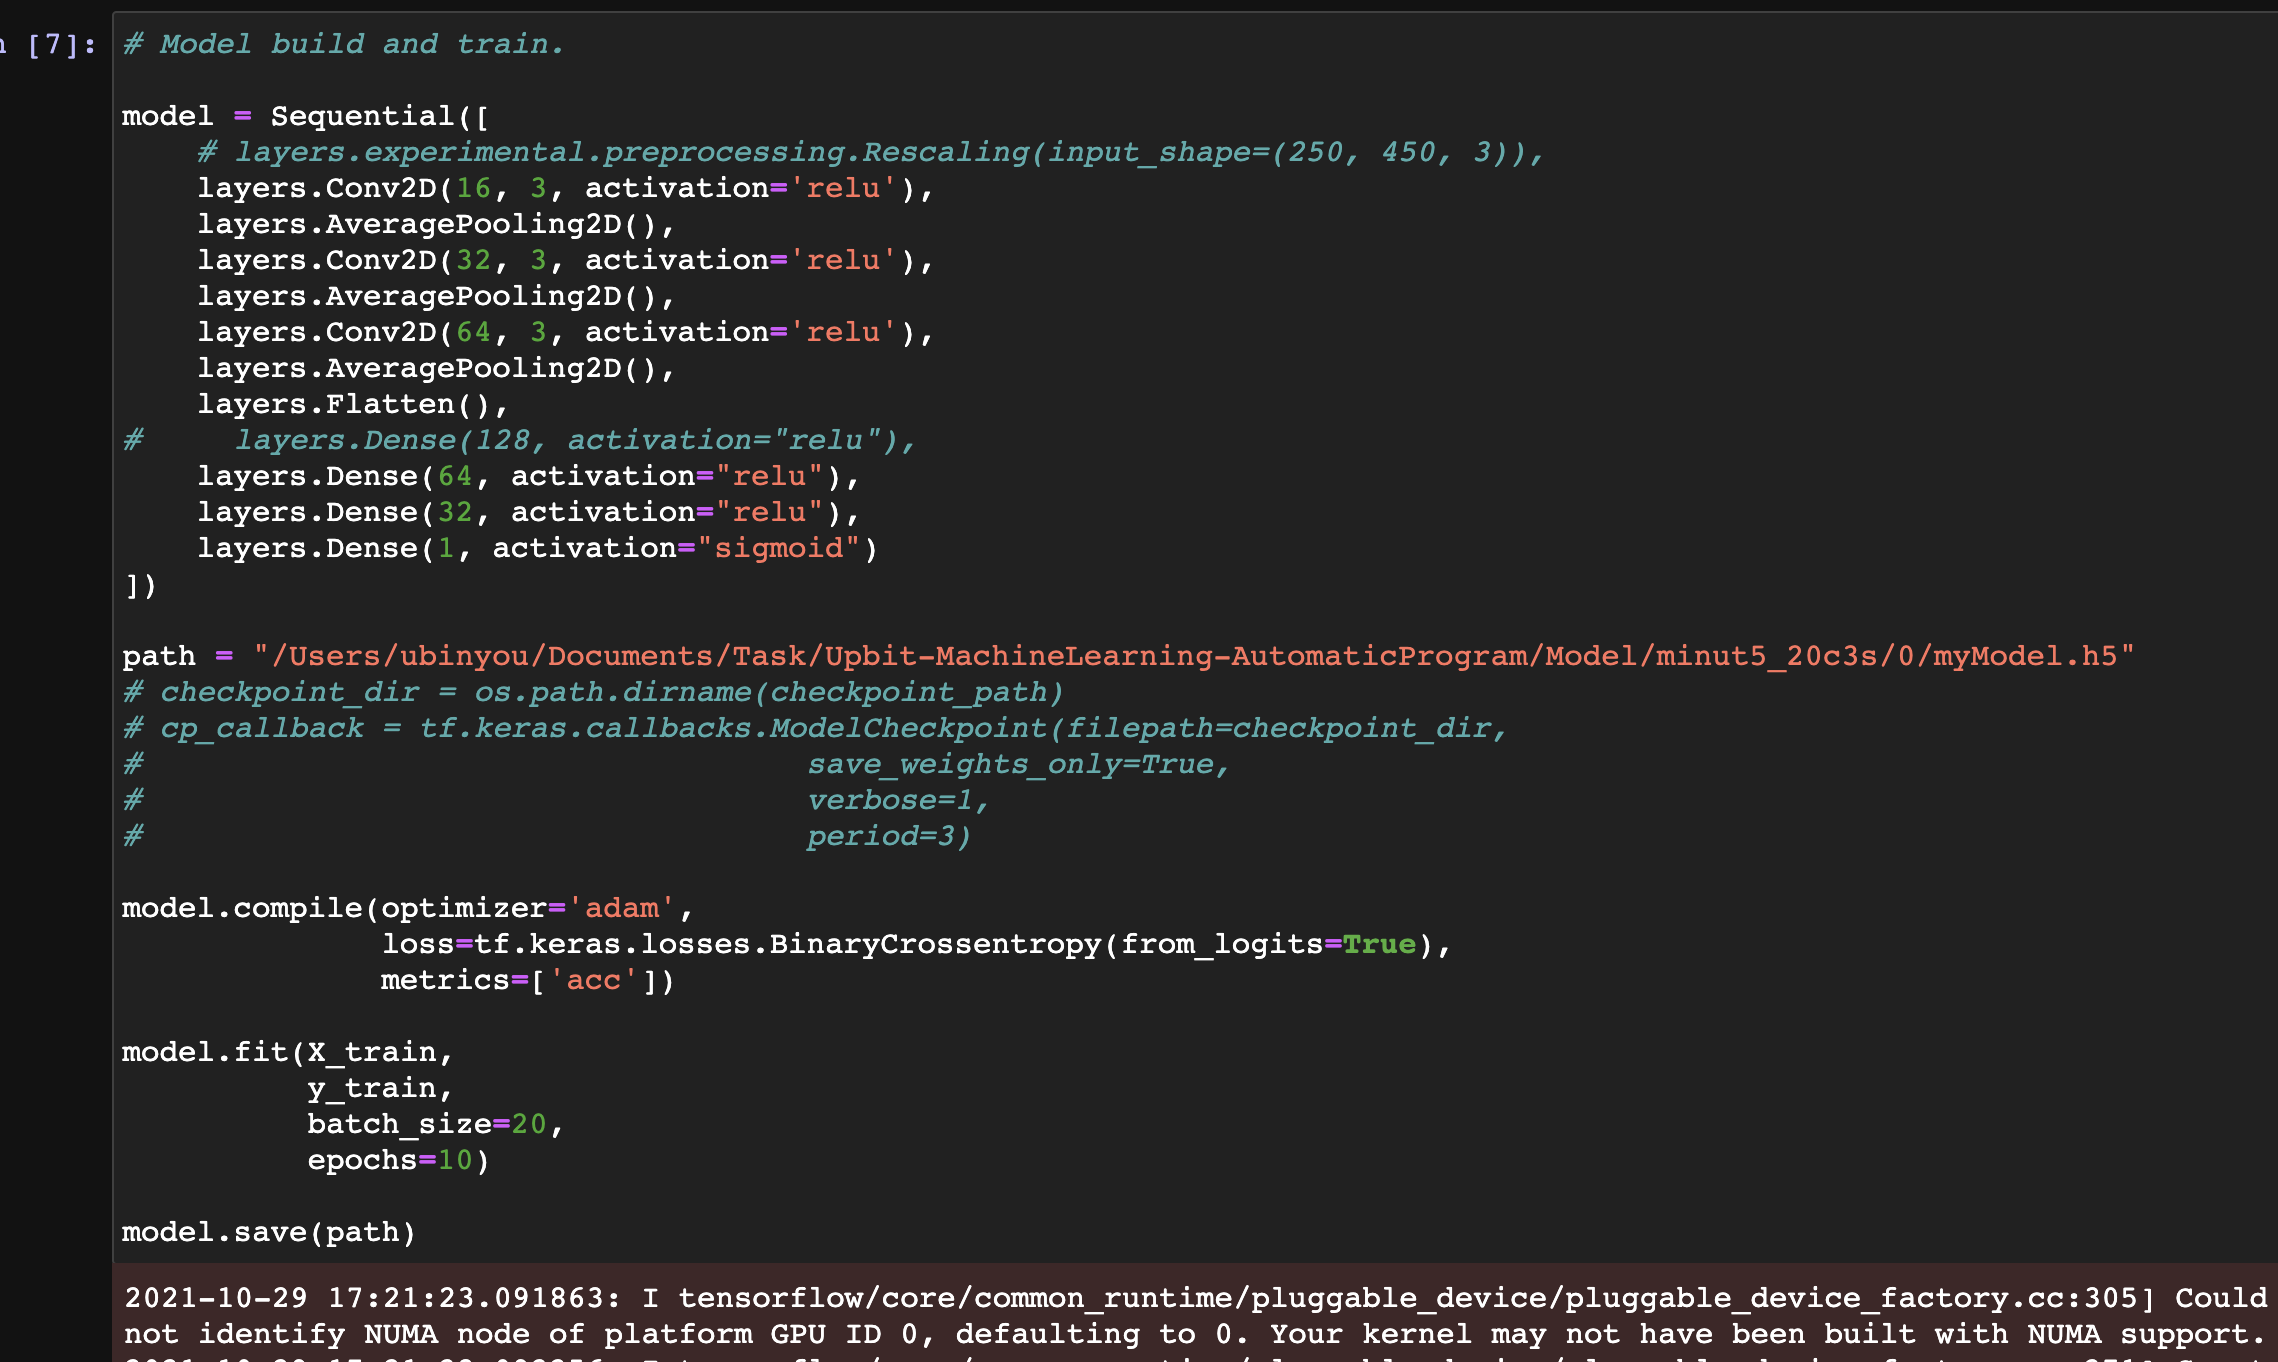 [7]: # Model build and train.
model = Sequential([
    # layers.experimental.preprocessing.Rescaling(input_shape=(250, 450, 3)),
    layers.Conv2D(16, 3, activation='relu'),
    layers.AveragePooling2D(),
    layers.Conv2D(32, 3, activation='relu'),
    layers.AveragePooling2D(),
    layers.Conv2D(64, 3, activation='relu'),
    layers.AveragePooling2D(),
    layers.Flatten(),
#     layers.Dense(128, activation="relu"),
    layers.Dense(64, activation="relu"),
    layers.Dense(32, activation="relu"),
    layers.Dense(1, activation="sigmoid")
])
path = "/Users/ubinyou/Documents/Task/Upbit-MachineLearning-AutomaticProgram/Model/minut5_20c3s/0/myModel.h5"
# checkpoint_dir = os.path.dirname(checkpoint_path)
# cp_callback = tf.keras.callbacks.ModelCheckpoint(filepath=checkpoint_dir,
#                                    save_weights_only=True,
#                                    verbose=1,
#                                    period=3)
model.compile(optimizer='adam',
              loss=tf.keras.losses.BinaryCrossentropy(from_logits=True),
              metrics=['acc'])
model.fit(X_train,
          y_train,
          batch_size=20,
          epochs=10)
model.save(path)
2021-10-29 17:21:23.091863: I tensorflow/core/common_runtime/pluggable_device/pluggable_device_factory.cc:305] Could
not identify NUMA node of platform GPU ID 0, defaulting to 0. Your kernel may not have been built with NUMA support.